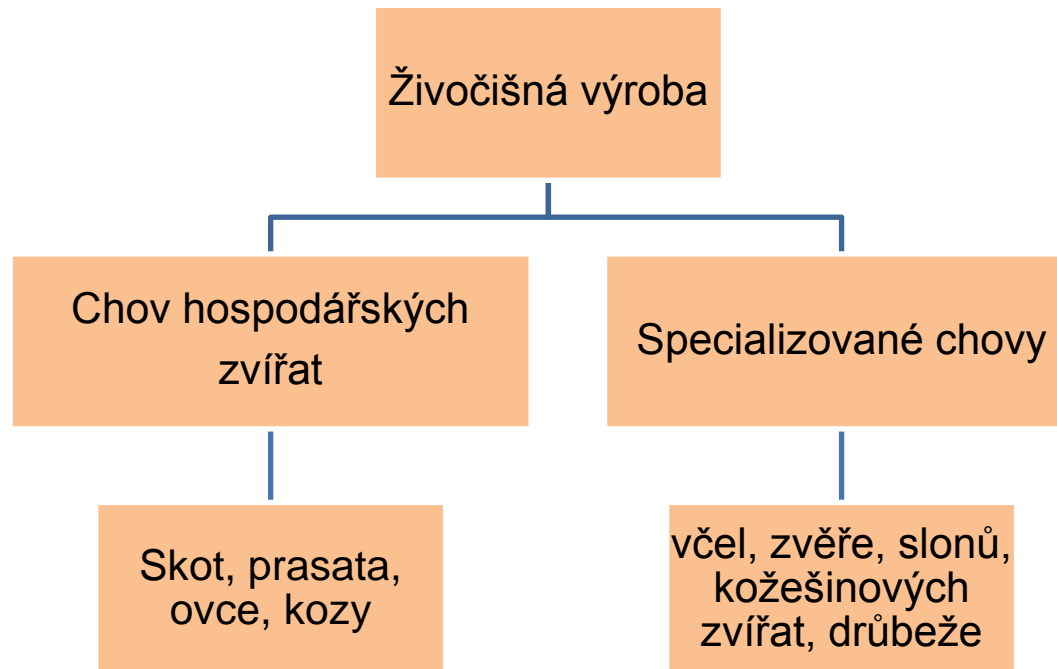 Živočišná výroba
Chov hospodářských
zvířat
Specializované chovy
Skot, prasata,
ovce, kozy
včel, zvěře, slonů,
kožešinových
zvířat, drůbeže